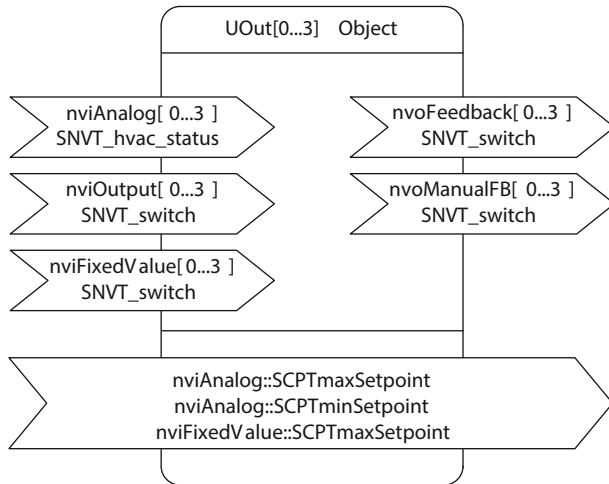 UOut[0...3] Object
nviAnalog[ 0...3 ]
SNVT_hvac_status
nvoFeedback[ 0...3 ]
SNVT_switch
nviOutput[ 0...3 ]
SNVT_switch
nvoManualFB[ 0...3 ]
SNVT_switch
nviFixedValue[ 0...3 ]
SNVT_switch
nviAnalog::SCPTmaxSetpoint
nviAnalog::SCPTminSetpoint
nviFixedValue::SCPTmaxSetpoint